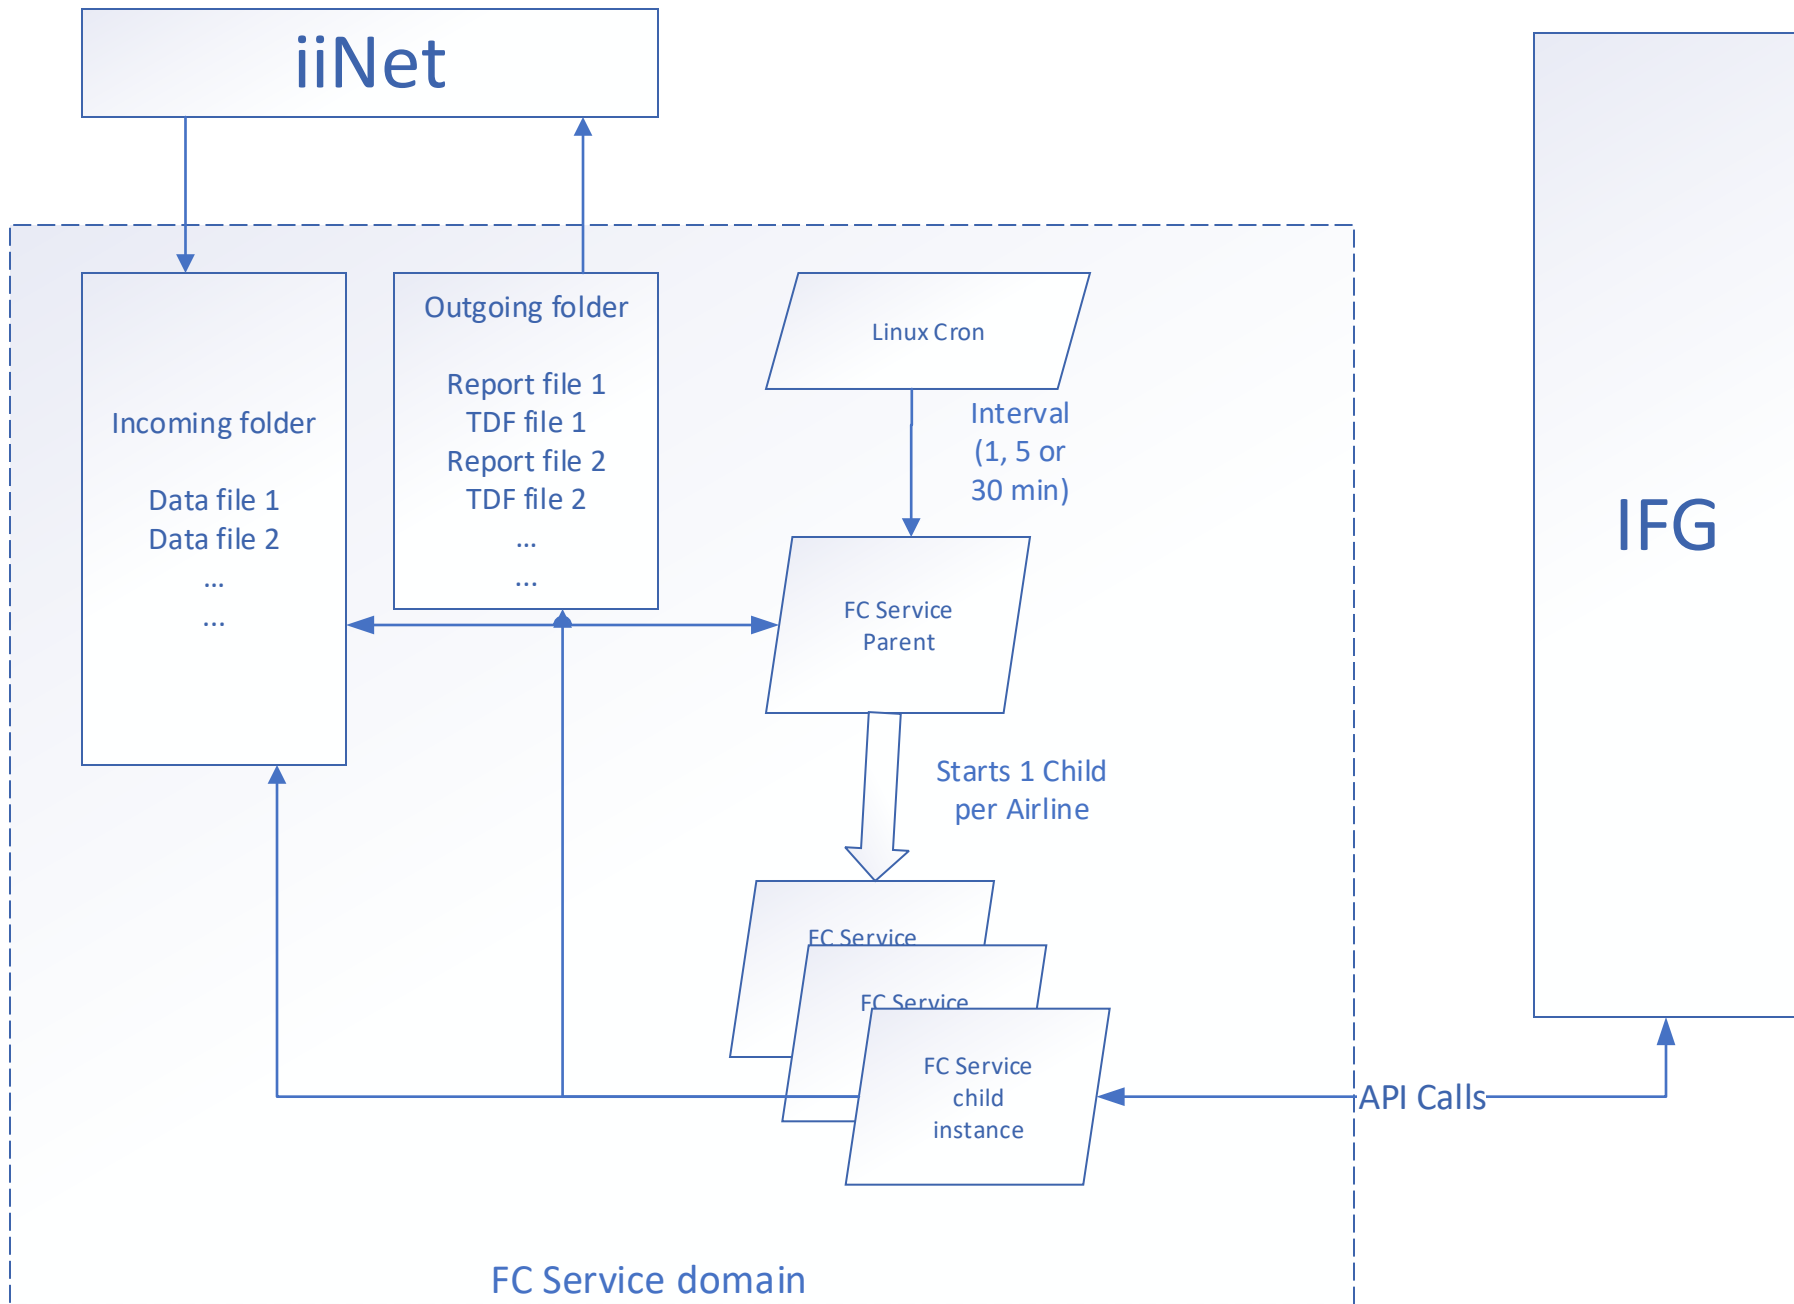 iiNet
IFG
Incoming folder
Data file 1
Data file 2
...
...
Outgoing folder
Report file 1
TDF file 1
Report file 2
TDF file 2
...
...
Linux Cron
Interval
(1, 5 or
30 min)
FC Service
Parent
Starts 1 Child
per Airline
FC Service
FC Service
FC Service
child
instance
API Calls
FC Service domain